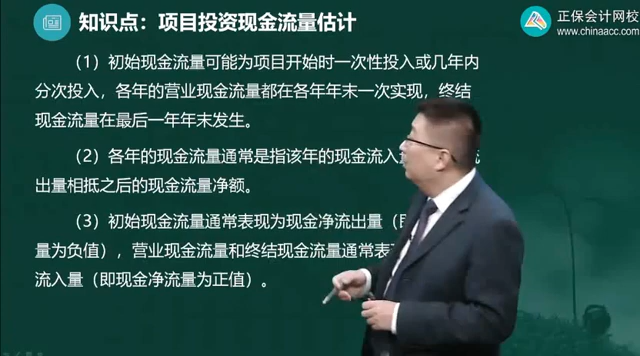 知识点：项目投资现金流量估计
正保会计网校
www.chinaacc.com
（1）初始现金流量可能为项目开始时一次性投入或几年内
分次投入，各年的营业现金流量都在各年年末一次实现，终结
现金流量在最后一年年末发生。
（2）各年的现金流量通常是指该年的现金流入
出量相抵之后的现金流量净额。
（3）初始现金流量通常表现为现金净流出量（即
量为负值），营业现金流量和终结现金流量通常表
流入量（即现金净流量为正值）。